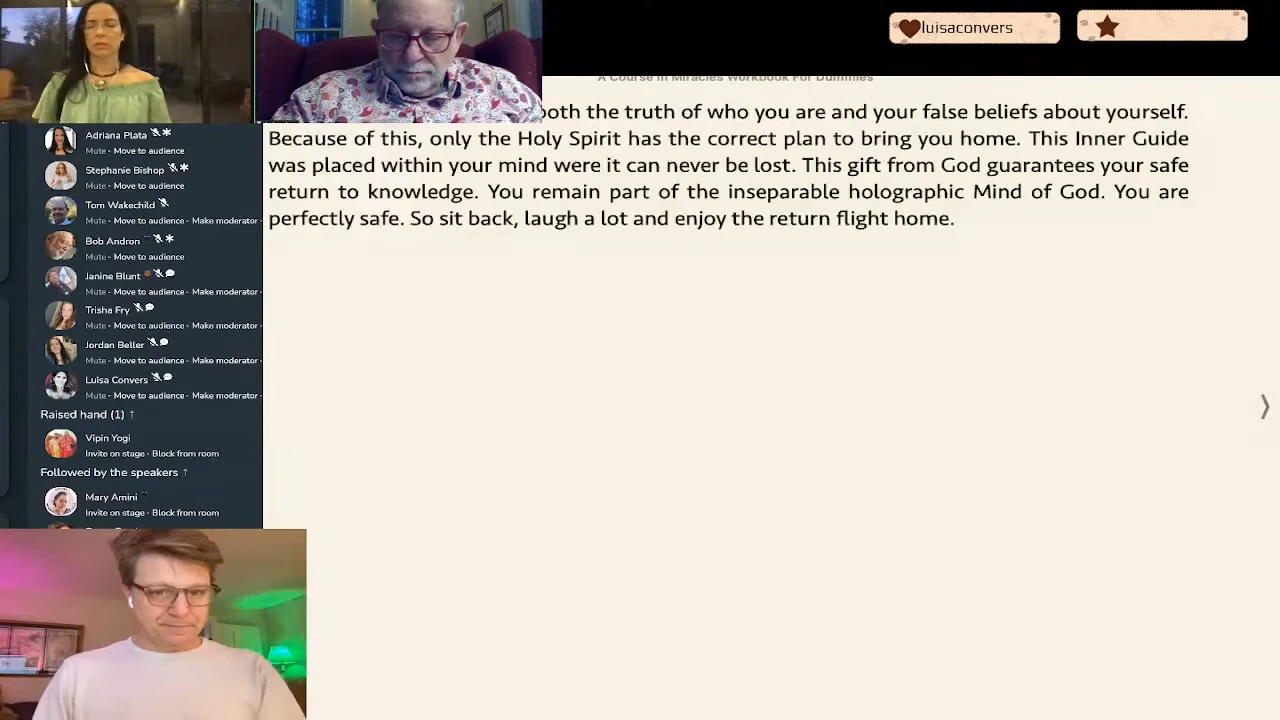 luisaconvers
A Course In Miracles Workbook For Dummies
both the truth of who you are and your false beliefs about yourself.
Because of this, only the Holy Spirit has the correct plan to bring you home. This Inner Guide
was placed within your mind were it can never be lost. This gift from God guarantees your safe
return to knowledge. You remain part of the inseparable holographic Mind of God. You are
perfectly safe. So sit back, laugh a lot and enjoy the return flight home.
Adriana Plata
Mute - Move to audience
Stephanie Bishop
Mute - Move to audience
Tom Wakechild
Mute - Move to audience - Make moderator -
Bob Andron
Mute - Move to audience
Janine Blunt
Mute - Move to audience - Make moderator -
Trisha Fry
Mute - Move to audience - Make moderator -
Jordan Beller
Mute - Move to audience - Make moderator -
Luisa Convers
Mute - Move to audience - Make moderator -
Raised hand (1) ↑
Vipin Yogi
Invite on stage - Block from room
Followed by the speakers ↑
Mary Amini
Invite on stage - Block from room